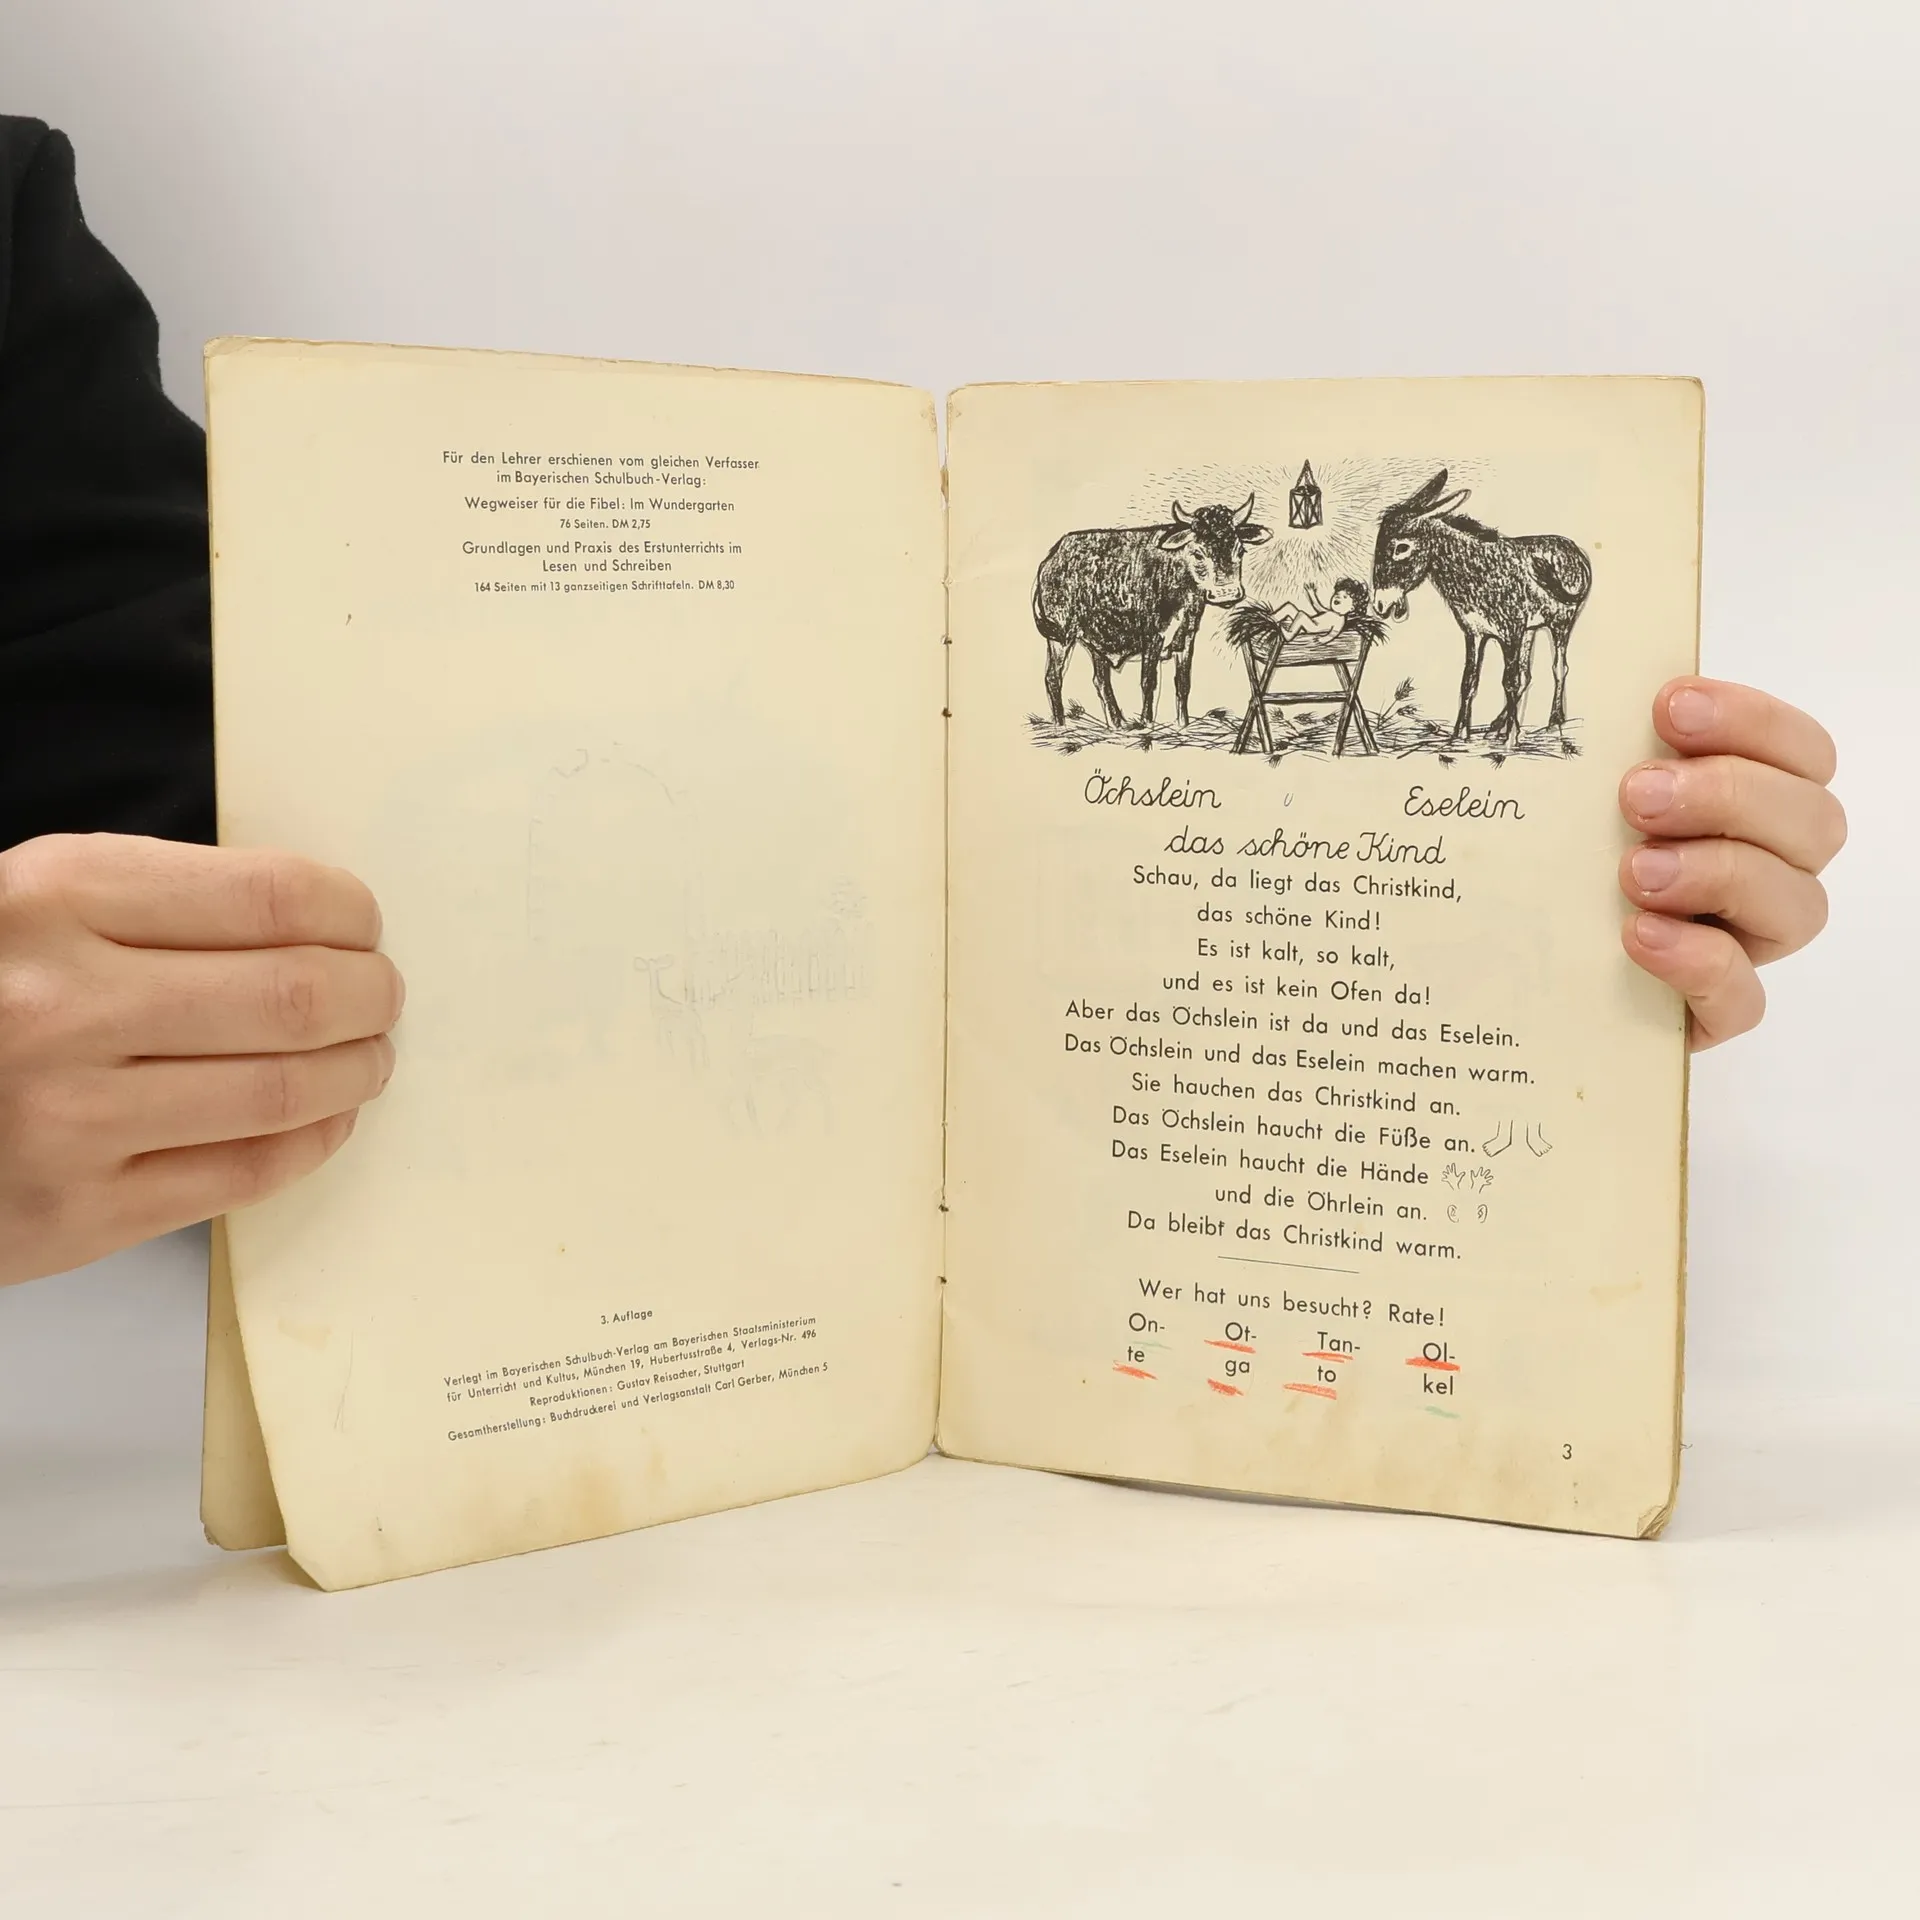 Für den Lehrer erschienen vom gleichen Verfasser
im Bayerischen Schulbuch-Verlag:
Wegweiser für die Fibel: Im Wundergarten
76 Seiten. DM 2,75
Grundlagen und Praxis des Erstunterrichts im
Lesen und Schreiben
164 Seiten mit 13 ganzseitigen Schrifttafeln. DM 8,30
3. Auflage
Verlegt im Bayerischen Schulbuch-Verlag am Bayerischen Staatsministerium
für Unterricht und Kultus, München 19, Hubertusstraße 4, Verlags-Nr. 496
Reproduktionen: Gustav Reisacher, Stuttgart
Gesamtherstellung: Buchdruckerei und Verlagsanstalt Carl Gerber, München 5
Öchslein u Eselein
das schöne Kind
Schau, da liegt das Christkind,
das schöne Kind!
Es ist kalt, so kalt,
und es ist kein Ofen da!
Aber das Öchslein ist da und das Eselein.
Das Öchslein und das Eselein machen warm.
Sie hauchen das Christkind an.
Das Öchslein haucht die Füße an.
Das Eselein haucht die Hände
und die Öhrlein an.
Da bleibt das Christkind warm.
Wer hat uns besucht? Rate!
On- Ot- Tan- Ol-
te ga to kel
3